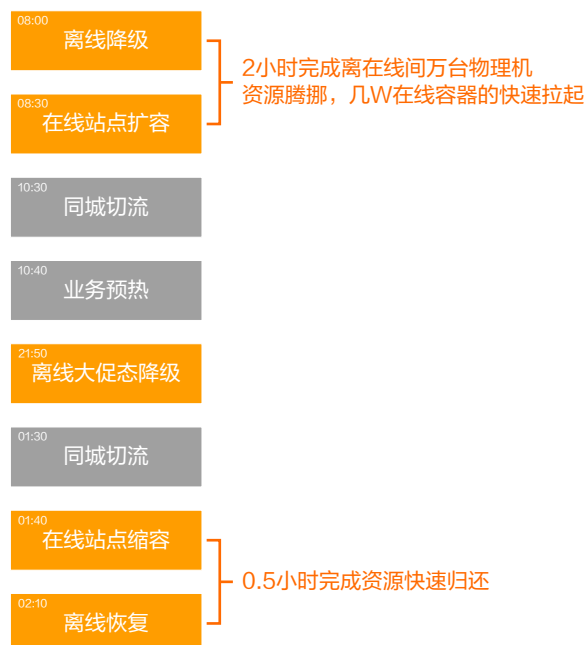 08:00
离线降级
2小时完成离在线间万台物理机
资源腾挪，几W在线容器的快速拉起
08:30
在线站点扩容
10:30
同城切流
10:40
业务预热
21:50
离线大促态降级
01:30
同城切流
01:40
在线站点缩容
0.5小时完成资源快速归还
02:10
离线恢复